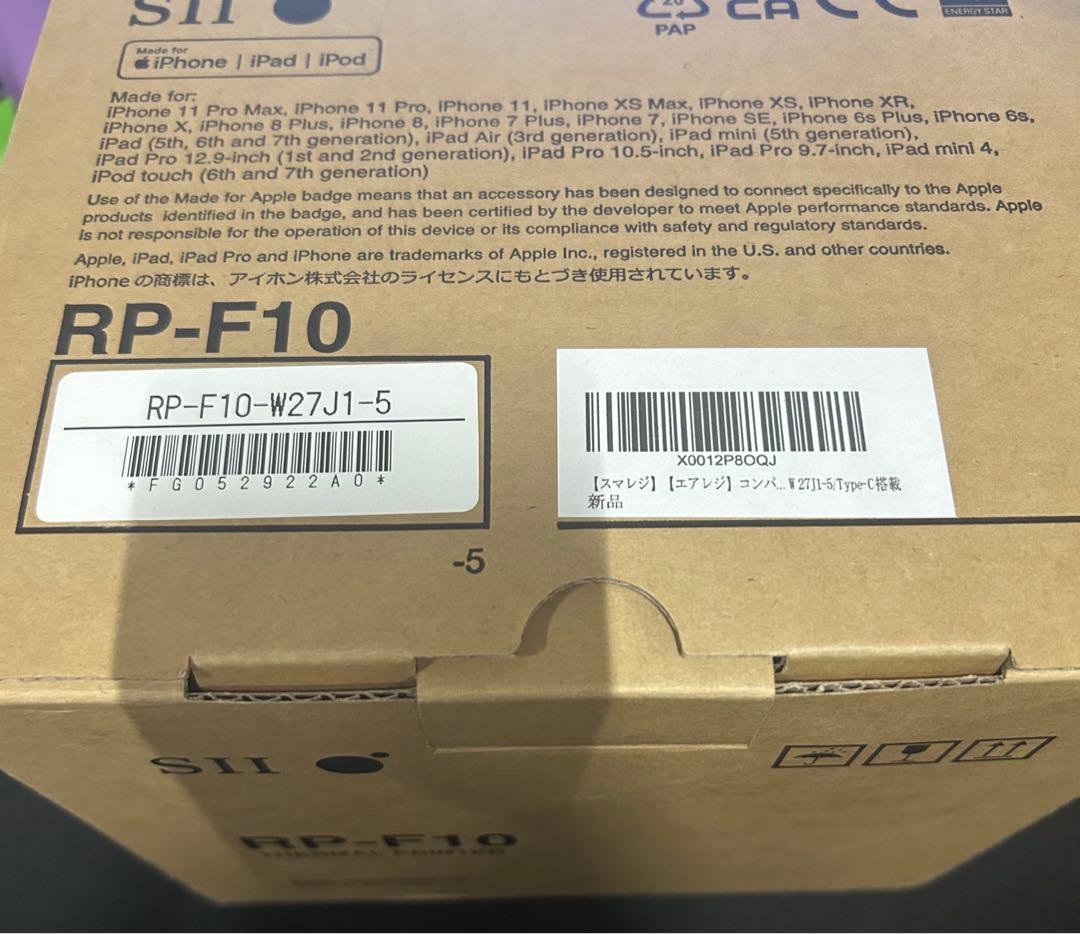 SII
20
PAP
UK
CA
CE
ENERGY STAR
Made for
iPhone | iPad | iPod
Made for:
iPhone 11 Pro Max, iPhone 11 Pro, iPhone 11, iPhone XS Max, iPhone XS, iPhone XR,
iPhone X, iPhone 8 Plus, iPhone 8, iPhone 7 Plus, iPhone 7, iPhone SE, iPhone 6s Plus, iPhone 6s,
iPad (5th, 6th and 7th generation), iPad Air (3rd generation), iPad mini (5th generation),
iPad Pro 12.9-inch (1st and 2nd generation), iPad Pro 10.5-inch, iPad Pro 9.7-inch, iPad mini 4,
iPod touch (6th and 7th generation)
Use of the Made for Apple badge means that an accessory has been designed to connect specifically to the Apple
products identified in the badge, and has been certified by the developer to meet Apple performance standards. Apple
is not responsible for the operation of this device or its compliance with safety and regulatory standards.
Apple, iPad, iPad Pro and iPhone are trademarks of Apple Inc., registered in the U.S. and other countries.
iPhone の商標は、アイホン株式会社のライセンスにもとづき使用されています。
RP-F10
RP-F10-W27J1-5
*FG052922A0*
X0012P8OQJ
【スマレジ】【エアレジ】コンパ...W27J1-5/Type-C搭載
新品
-5
SII
RP-F10
THERMAL PRINTER